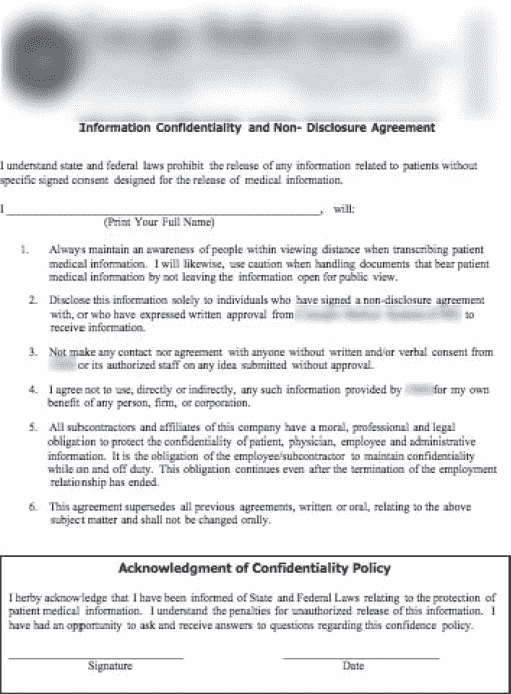 Information Confidentiality and Non- Disclosure Agreement
I understand state and federal laws prohibit the release of any information related to patients without
specific signed consent designed for the release of medical information.
I ______________________________, will:
(Print Your Full Name)
1. Always maintain an awareness of people within viewing distance when transcribing patient
medical information. I will likewise, use caution when handling documents that bear patient
medical information by not leaving the information open for public view.
2. Disclose this information solely to individuals who have signed a non-disclosure agreement
with, or who have expressed written approval from to
receive information.
3. Not make any contact nor agreement with anyone without written and/or verbal consent from
or its authorized staff on any idea submitted without approval.
4. I agree not to use, directly or indirectly, any such information provided by for my own
benefit of any person, firm, or corporation.
5. All subcontractors and affiliates of this company have a moral, professional and legal
obligation to protect the confidentiality of patient, physician, employee and administrative
information. It is the obligation of the employee/subcontractor to maintain confidentiality
while on and off duty. This obligation continues even after the termination of the employment
relationship has ended.
6. This agreement supersedes all previous agreements, written or oral, relating to the above
subject matter and shall not be changed orally.
Acknowledgment of Confidentiality Policy
I herby acknowledge that I have been informed of State and Federal Laws relating to the protection of
patient medical information. I understand the penalties for unauthorized release of this information. I
have had an opportunity to ask and receive answers to questions regarding this confidence policy.
Signature Date